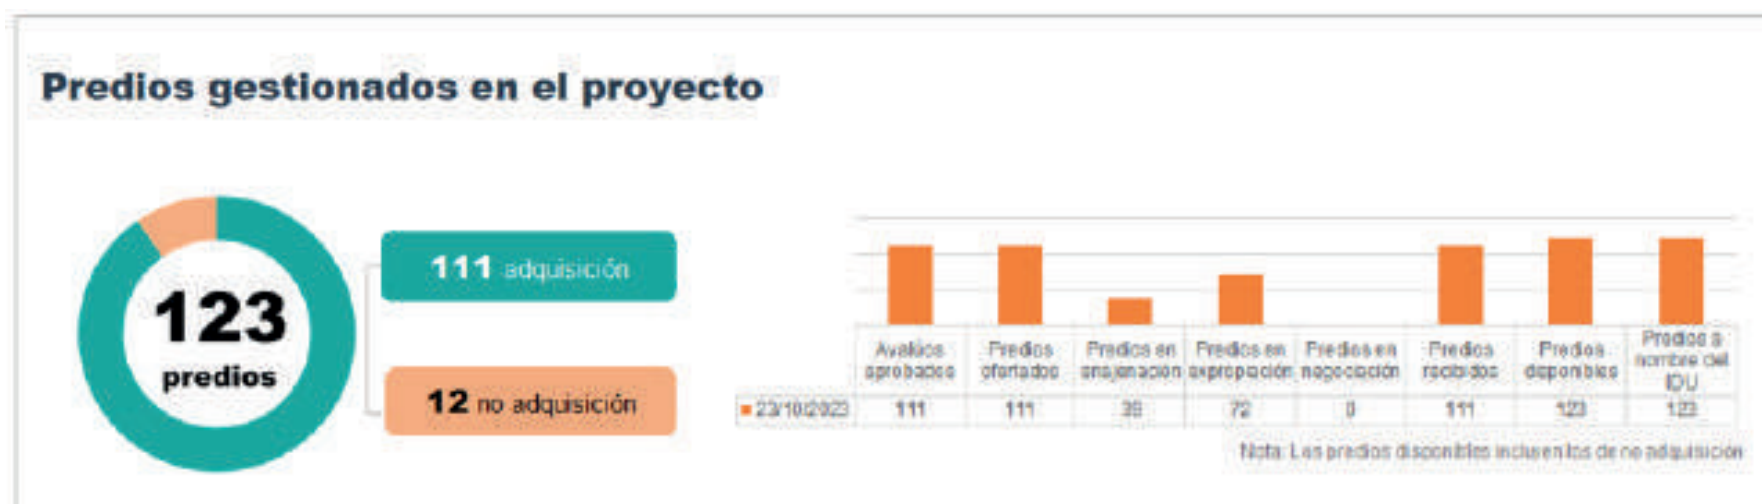 Predios gestionados en el proyecto
123
predios
111 adquisición
12 no adquisición
Avalúos aprobados
Predios ofertados
Predios en enajenación
Predios en expropiación
Predios en negociación
Predios recibidos
Predios disponibles
Predios a nombre del IDU
23/10/2023 111 111 39 72 0 111 123 123
Nota: Los predios disponibles incluyen los de no adquisición